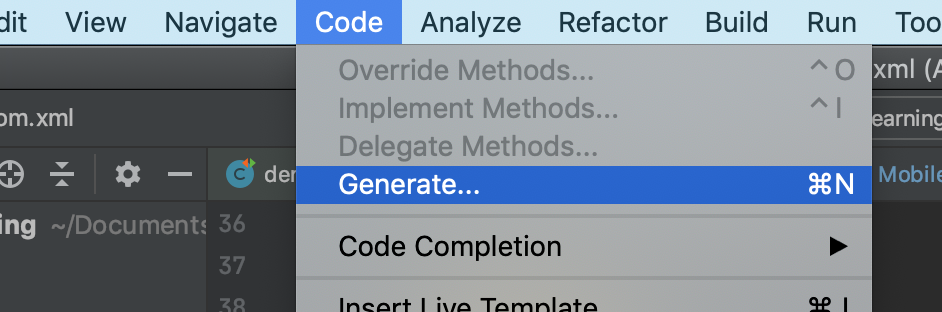 dit View Navigate Code Analyze Refactor Build Run Too
Override Methods... ^O
xml (A
Implement Methods... ^I
om.xml
earning
Delegate Methods...
C der
Generate... ⌘N
Mobile
ing ~/Documents
36
Code Completion ▶
37
38
Insert Live Template... ⌘J